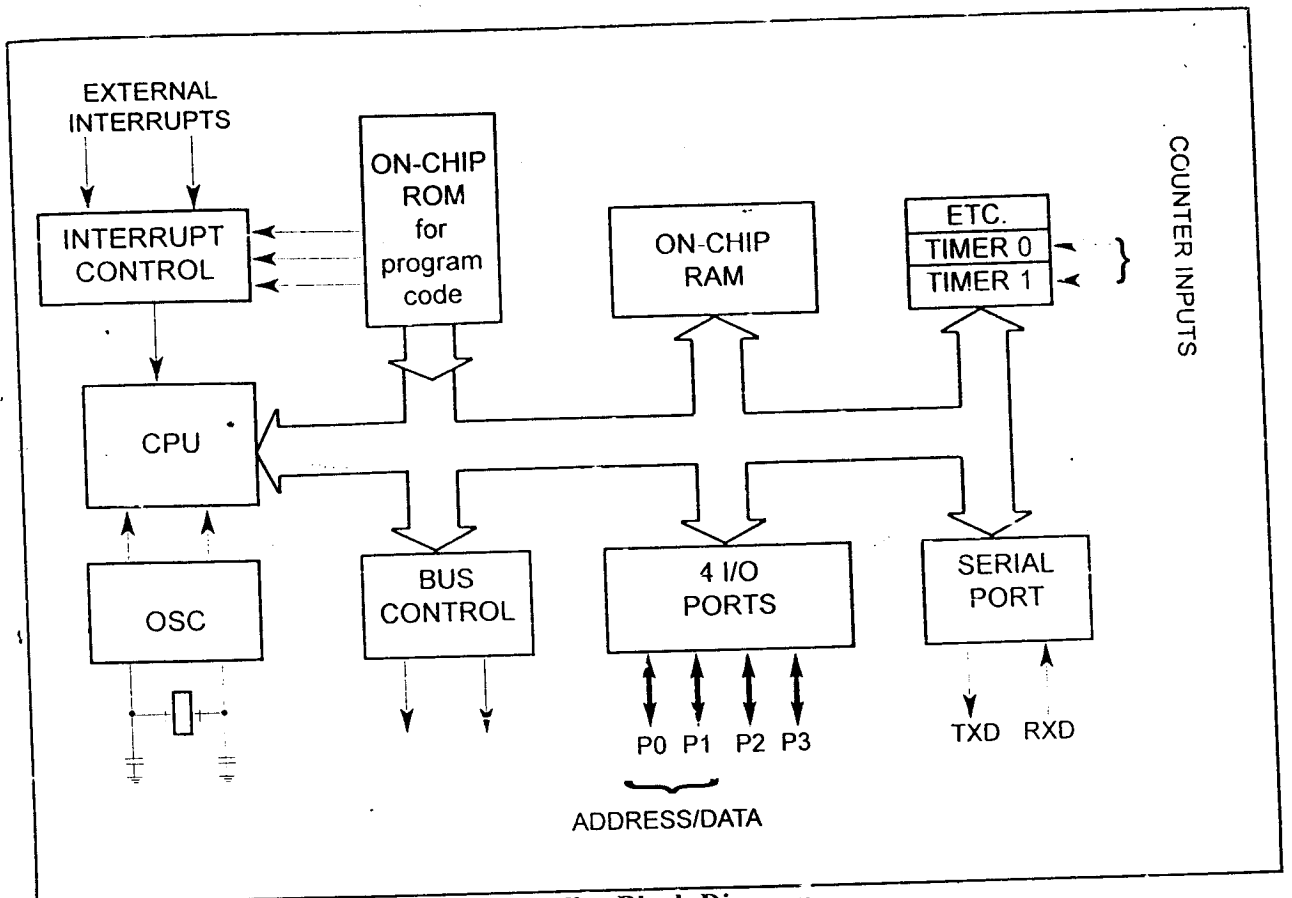 EXTERNAL
INTERRUPTS
INTERRUPT
CONTROL
ON-CHIP
ROM
for
program
code
ON-CHIP
RAM
ETC.
TIMER 0
TIMER 1
COUNTER INPUTS
CPU
OSC
BUS
CONTROL
4 I/O
PORTS
SERIAL
PORT
P0 P1 P2 P3
TXD RXD
ADDRESS/DATA
Block